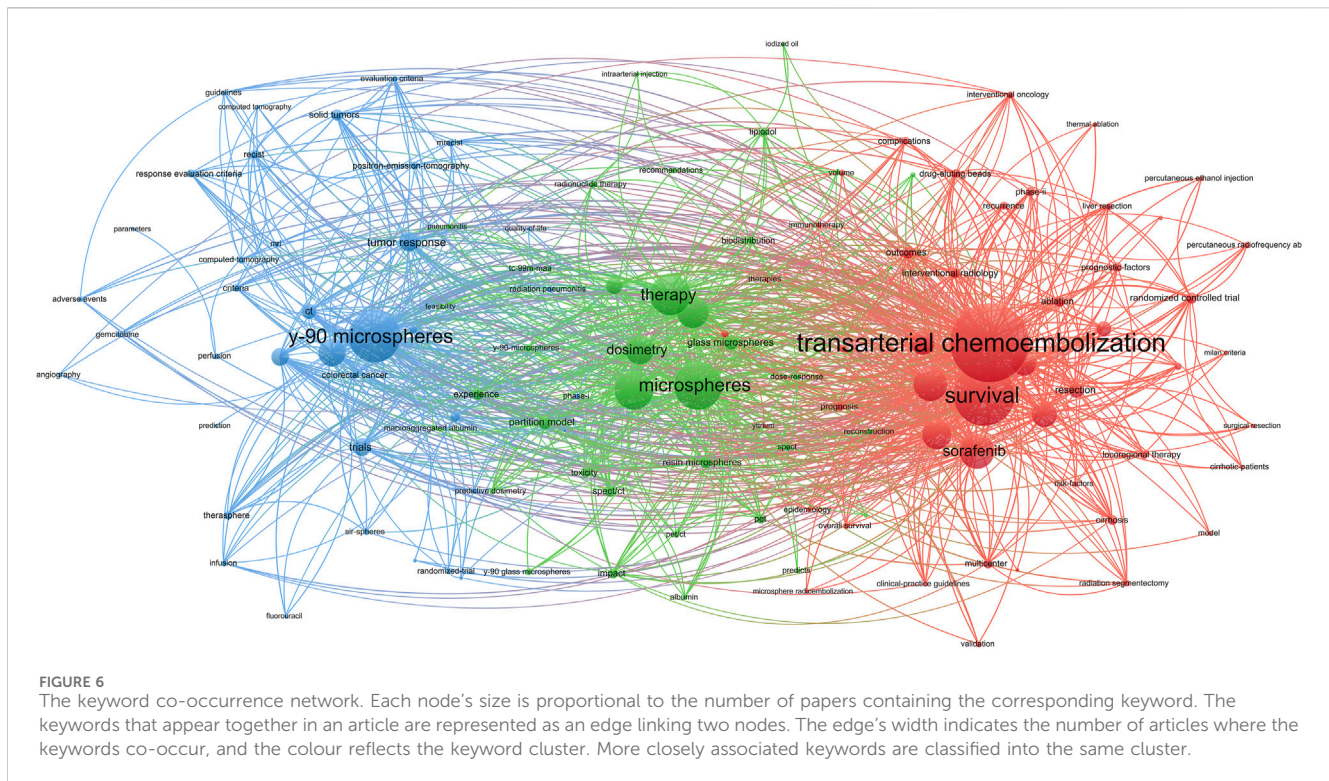 iodized oil
intraarterial injection
evaluation criteria
guidelines
interventional oncology
computed tomography
solid tumors
thermal ablation
lipiodol
complications
mrecist
recist
positron-emission-tomography
recommendations
response evaluation criteria
volume
drug-eluting beads
percutaneous ethanol injection
radionuclide therapy
phase-ii
recurrence
liver resection
parameters
pneumonitis
quality-of-life
immunotherapy
tumor response
biodistribution
mri
percutaneous radiofrequency ab
computed-tomography
tc-99m-maa
outcomes
radiation pneumonitis
interventional radiology
prognostic-factors
criteria
therapies
therapy
adverse events
feasibility
ablation
randomized controlled trial
ct
gemcitabine
y-90 microspheres
glass microspheres
transarterial chemoembolization
y-90-microspheres
dosimetry
perfusion
milan criteria
angiography
colorectal cancer
dose-response
microspheres
survival
resection
experience
phase-i
prediction
prognosis
macroaggregated albumin
partition model
ytrium
surgical resection
reconstruction
trials
spect
sorafenib
locoregional therapy
resin microspheres
cirrhotic-patients
toxicity
risk-factors
predictive dosimetry
spect/ct
epidemiology
therasphere
pet
overall survival
cirrhosis
sir-spheres
pet/ct
model
infusion
multicenter
randomized-trial
y-90 glass microspheres
impact
predicts
clinical-practice guidelines
radiation segmentectomy
microsphere radioembolization
albumin
fluorouracil
validation
FIGURE 6
The keyword co-occurrence network. Each node's size is proportional to the number of papers containing the corresponding keyword. The
keywords that appear together in an article are represented as an edge linking two nodes. The edge's width indicates the number of articles where the
keywords co-occur, and the colour reflects the keyword cluster. More closely associated keywords are classified into the same cluster.